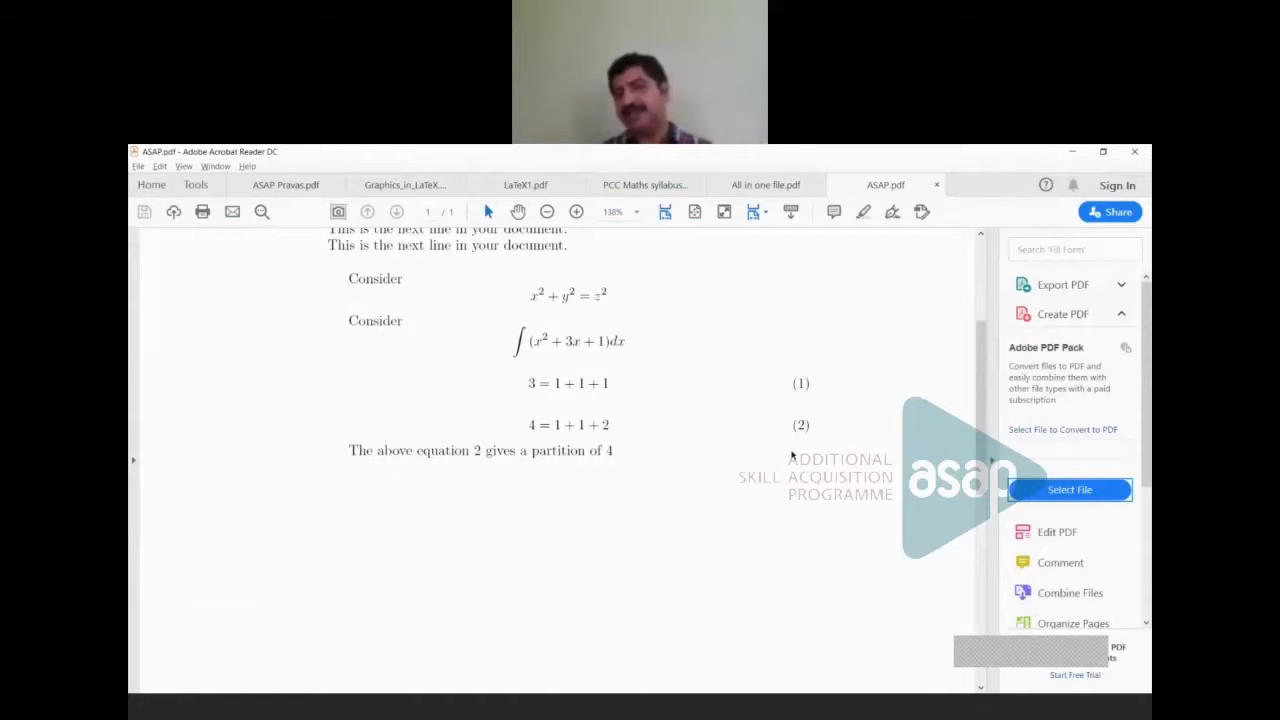 ASAP.pdf - Adobe Acrobat Reader DC
File Edit View Window Help
Home Tools ASAP Pravas.pdf Graphics_in_LaTeX.... LaTeX1.pdf PCC Maths syllabus... All in one file.pdf ASAP.pdf × Sign In
1 / 1 138% Share
This is the next line in your document.
This is the next line in your document.
Consider
x² + y² = z²
Consider
∫ (x² + 3x + 1)dx
3 = 1 + 1 + 1 (1)
4 = 1 + 1 + 2 (2)
The above equation 2 gives a partition of 4
ADDITIONAL
SKILL ACQUISITION
PROGRAMME
asap
Search 'Fill Form'
Export PDF
Create PDF
Adobe PDF Pack
Convert files to PDF and
easily combine them with
other file types with a paid
subscription
Select File to Convert to PDF
Select File
Edit PDF
Comment
Combine Files
Organize Pages
PDF
Start Free Trial